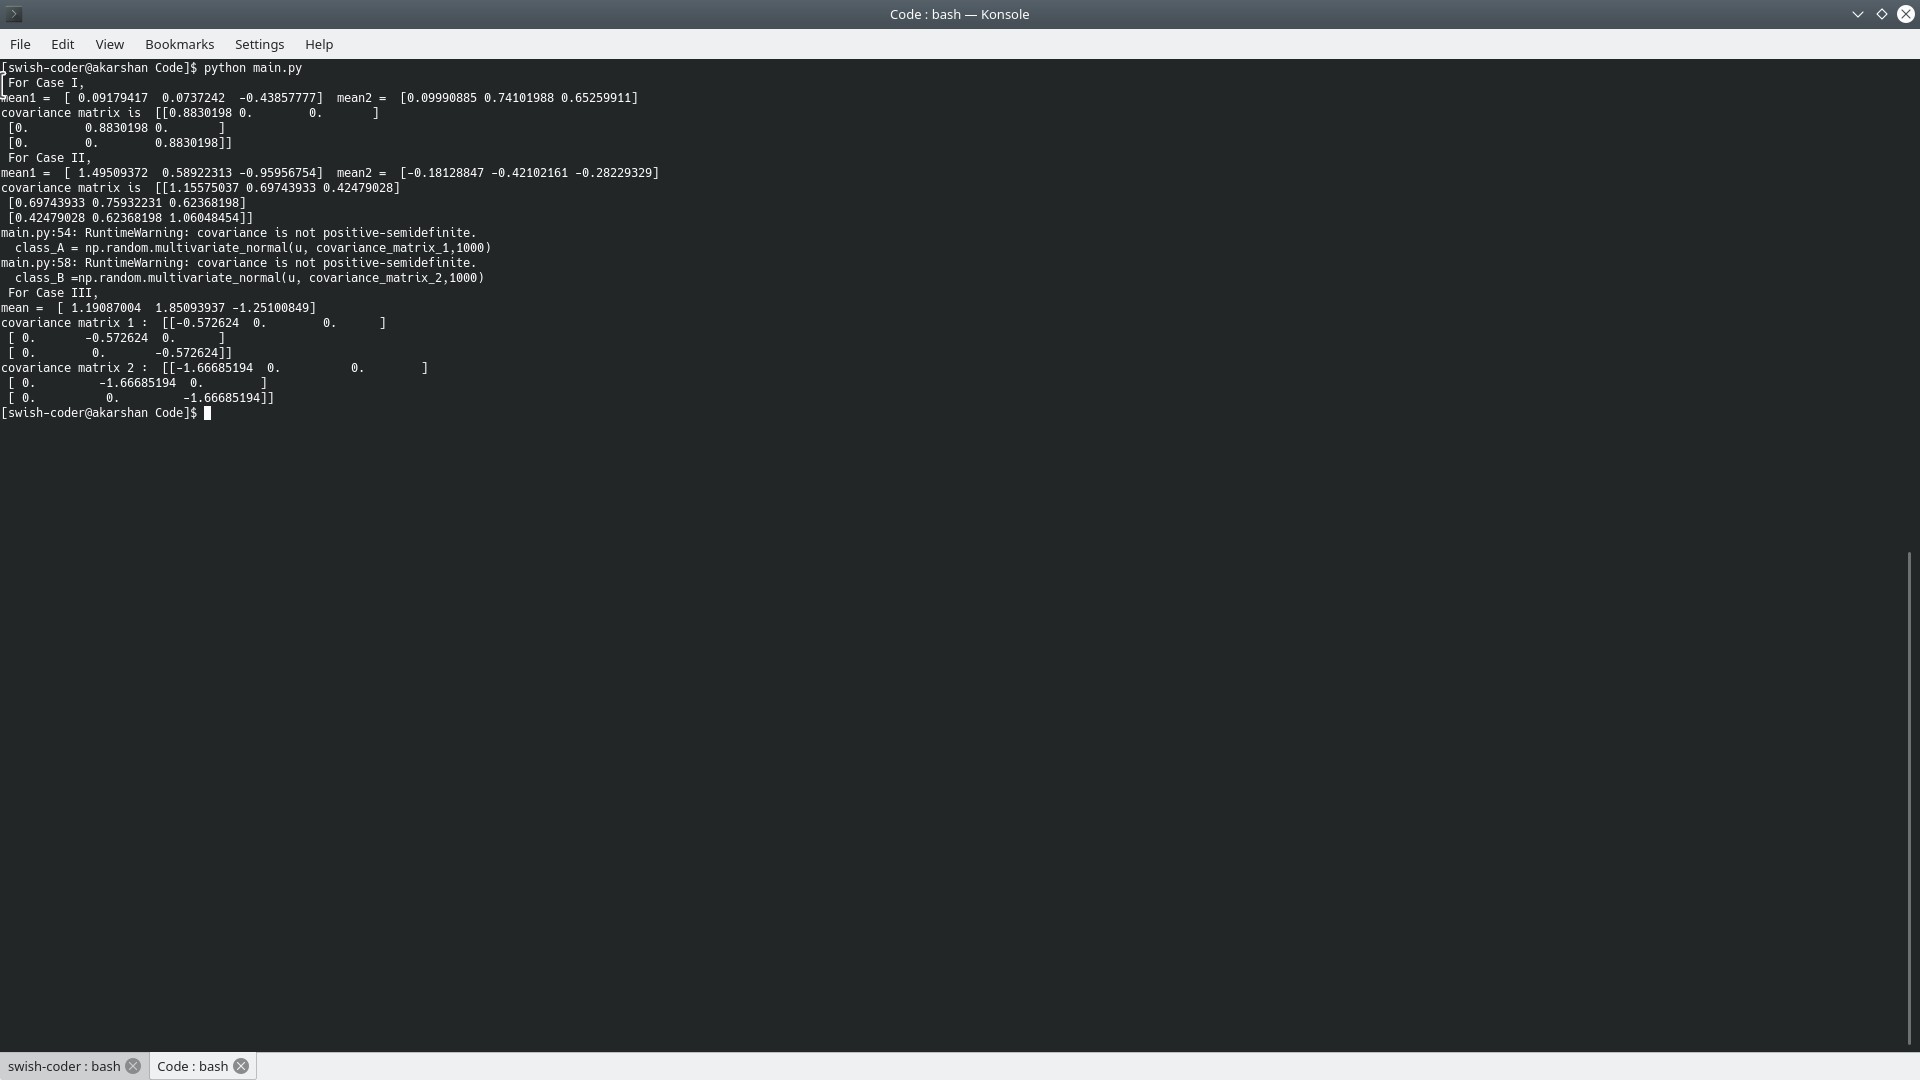 Code : bash — Konsole
File Edit View Bookmarks Settings Help
[swish-coder@akarshan Code]$ python main.py
 For Case I,
mean1 =  [ 0.09179417  0.0737242  -0.43857777]  mean2 =  [0.09990885 0.74101988 0.65259911]
covariance matrix is  [[0.8830198 0.        0.       ]
 [0.        0.8830198 0.       ]
 [0.        0.        0.8830198]]
 For Case II,
mean1 =  [ 1.49509372  0.58922313 -0.95956754]  mean2 =  [-0.18128847 -0.42102161 -0.28229329]
covariance matrix is  [[1.15575037 0.69743933 0.42479028]
 [0.69743933 0.75932231 0.62368198]
 [0.42479028 0.62368198 1.06048454]]
main.py:54: RuntimeWarning: covariance is not positive-semidefinite.
  class_A = np.random.multivariate_normal(u, covariance_matrix_1,1000)
main.py:58: RuntimeWarning: covariance is not positive-semidefinite.
  class_B =np.random.multivariate_normal(u, covariance_matrix_2,1000)
 For Case III,
mean =  [ 1.19087004  1.85093937 -1.25100849]
covariance matrix 1 :  [[-0.572624  0.        0.      ]
 [ 0.       -0.572624  0.      ]
 [ 0.        0.       -0.572624]]
covariance matrix 2 :  [[-1.66685194  0.          0.        ]
 [ 0.         -1.66685194  0.        ]
 [ 0.          0.         -1.66685194]]
[swish-coder@akarshan Code]$
swish-coder : bash Code : bash